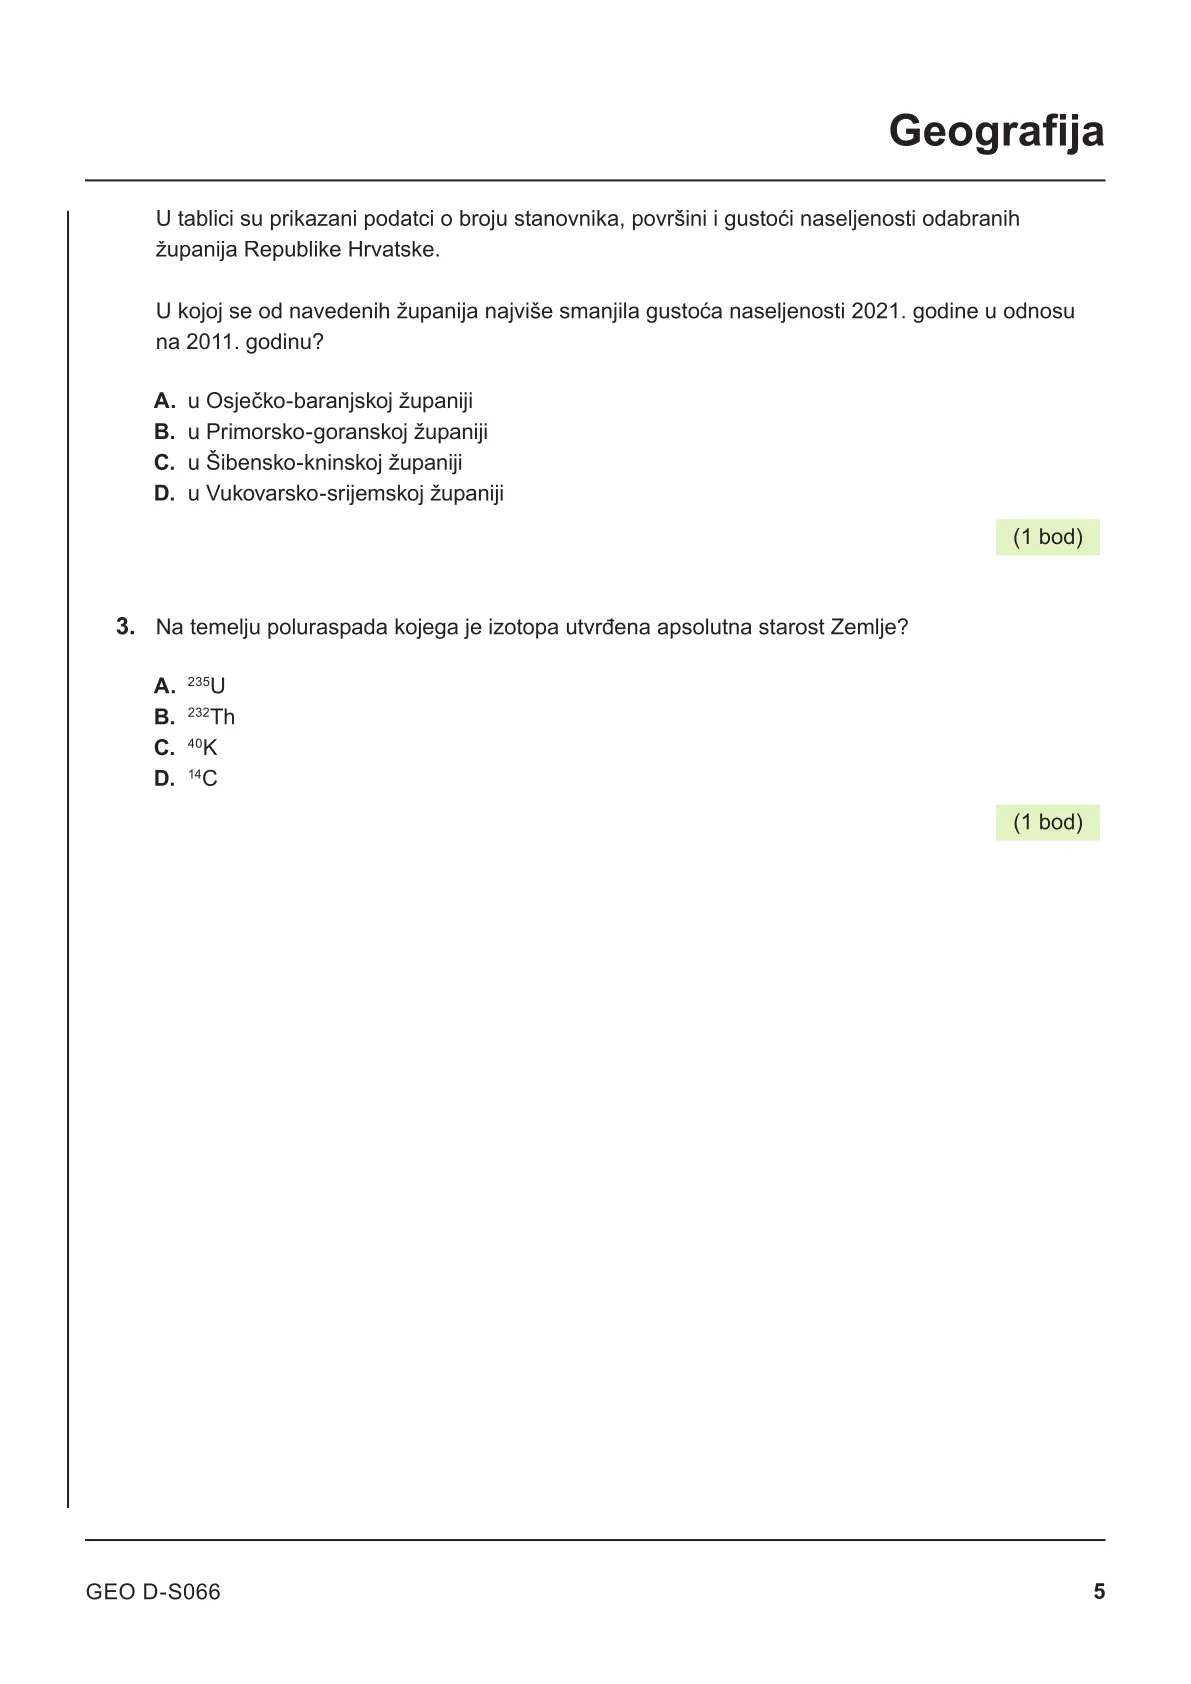 Geografija
U tablici su prikazani podatci o broju stanovnika, površini i gustoći naseljenosti odabranih
županija Republike Hrvatske.
U kojoj se od navedenih županija najviše smanjila gustoća naseljenosti 2021. godine u odnosu
na 2011. godinu?
A. u Osječko-baranjskoj županiji
B. u Primorsko-goranskoj županiji
C. u Šibensko-kninskoj županiji
D. u Vukovarsko-srijemskoj županiji
(1 bod)
3. Na temelju poluraspada kojega je izotopa utvrđena apsolutna starost Zemlje?
A. ²³⁵U
B. ²³²Th
C. ⁴⁰K
D. ¹⁴C
(1 bod)
GEO D-S066
5